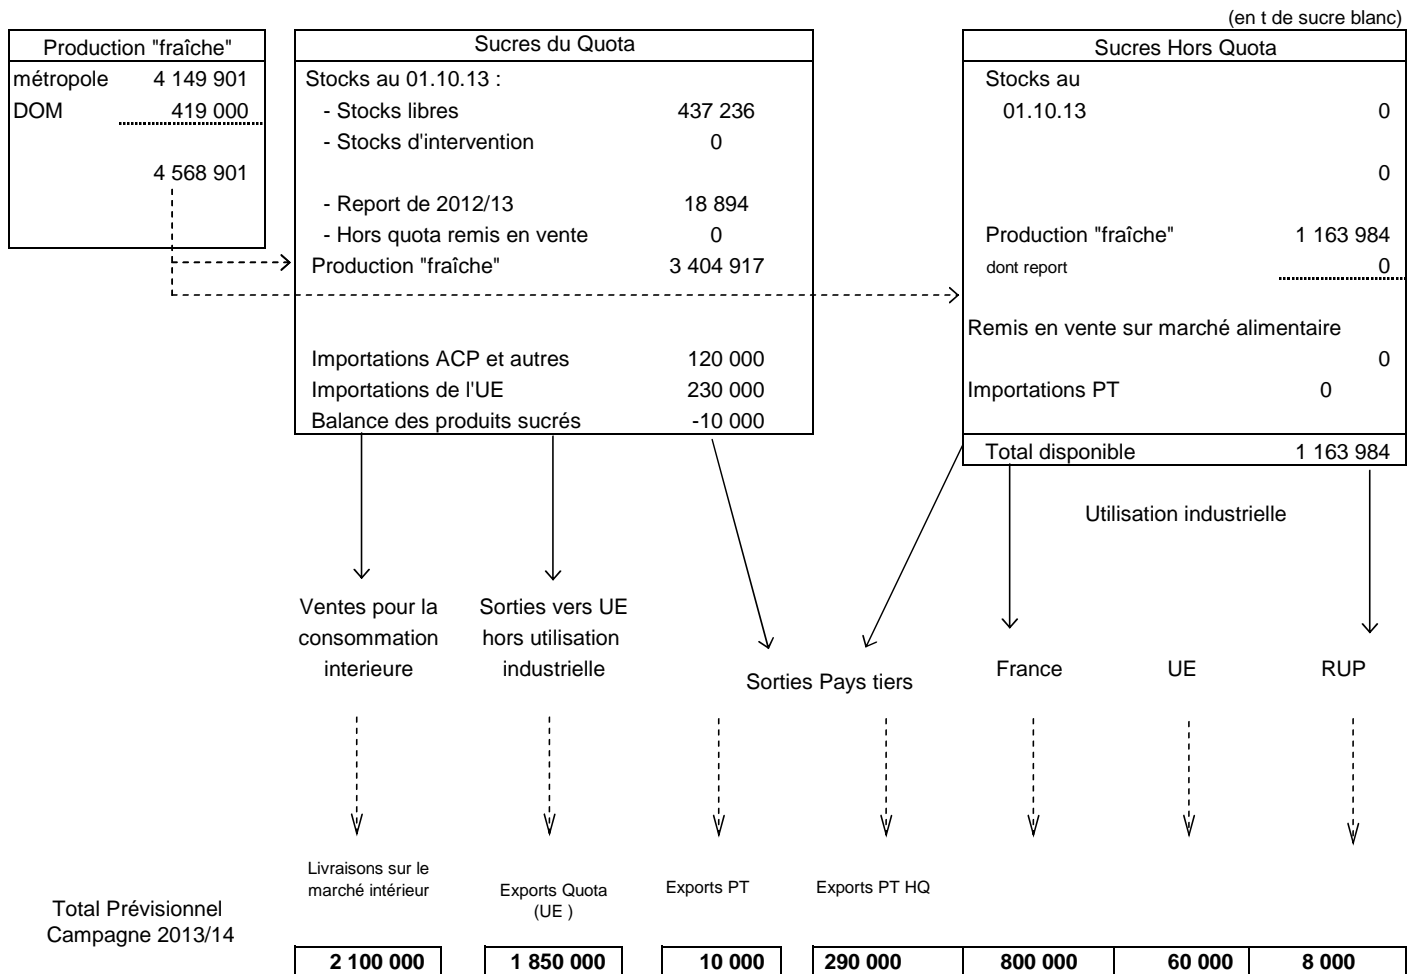 (en t de sucre blanc)
Production "fraîche"
métropole 4 149 901
DOM 419 000
4 568 901
Sucres du Quota
Stocks au 01.10.13 :
- Stocks libres 437 236
- Stocks d'intervention 0
- Report de 2012/13 18 894
- Hors quota remis en vente 0
Production "fraîche" 3 404 917
Importations ACP et autres 120 000
Importations de l'UE 230 000
Balance des produits sucrés -10 000
Sucres Hors Quota
Stocks au
01.10.13 0
0
Production "fraîche" 1 163 984
dont report 0
Remis en vente sur marché alimentaire
0
Importations PT 0
Total disponible 1 163 984
Utilisation industrielle
Ventes pour la
consommation
interieure
Sorties vers UE
hors utilisation
industrielle
Sorties Pays tiers
France UE RUP
Livraisons sur le
marché intérieur
Exports Quota
(UE )
Exports PT
Exports PT HQ
Total Prévisionnel
Campagne 2013/14
2 100 000 1 850 000 10 000 290 000 800 000 60 000 8 000